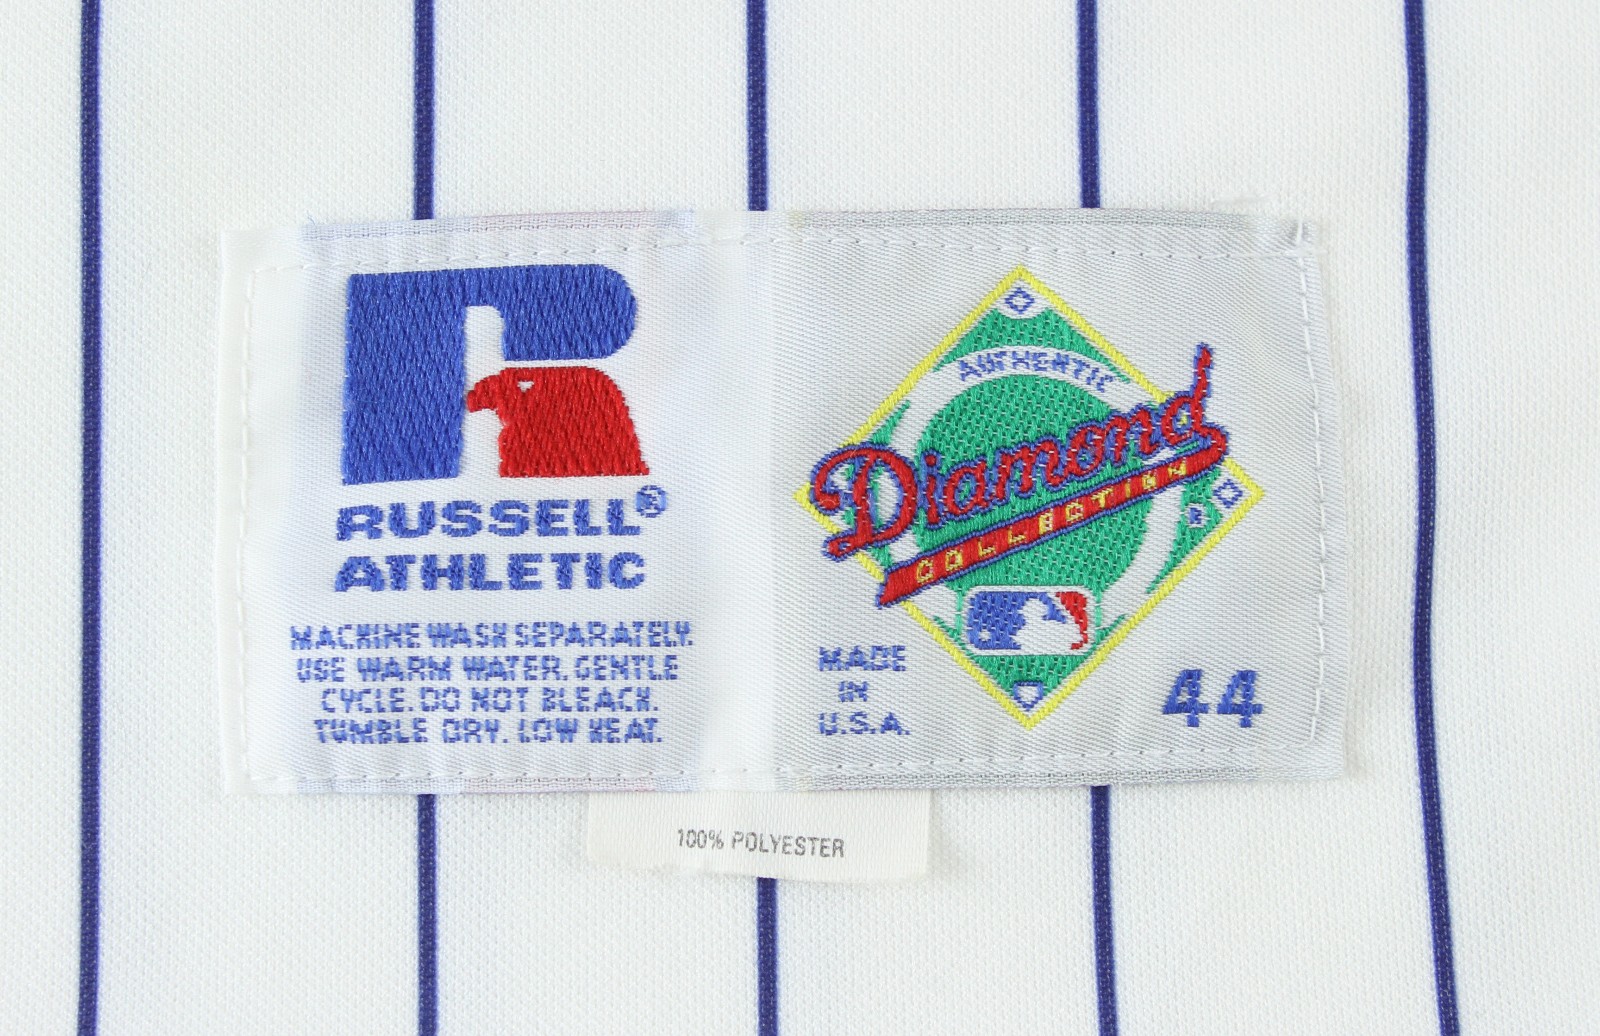 RUSSELL®
ATHLETIC
MACHINE WASH SEPARATELY.
USE WARM WATER. GENTLE
CYCLE. DO NOT BLEACH.
TUMBLE DRY. LOW HEAT.
AUTHENTIC
Diamond
COLLECTION
®
MADE
IN
U.S.A.
44
100% POLYESTER